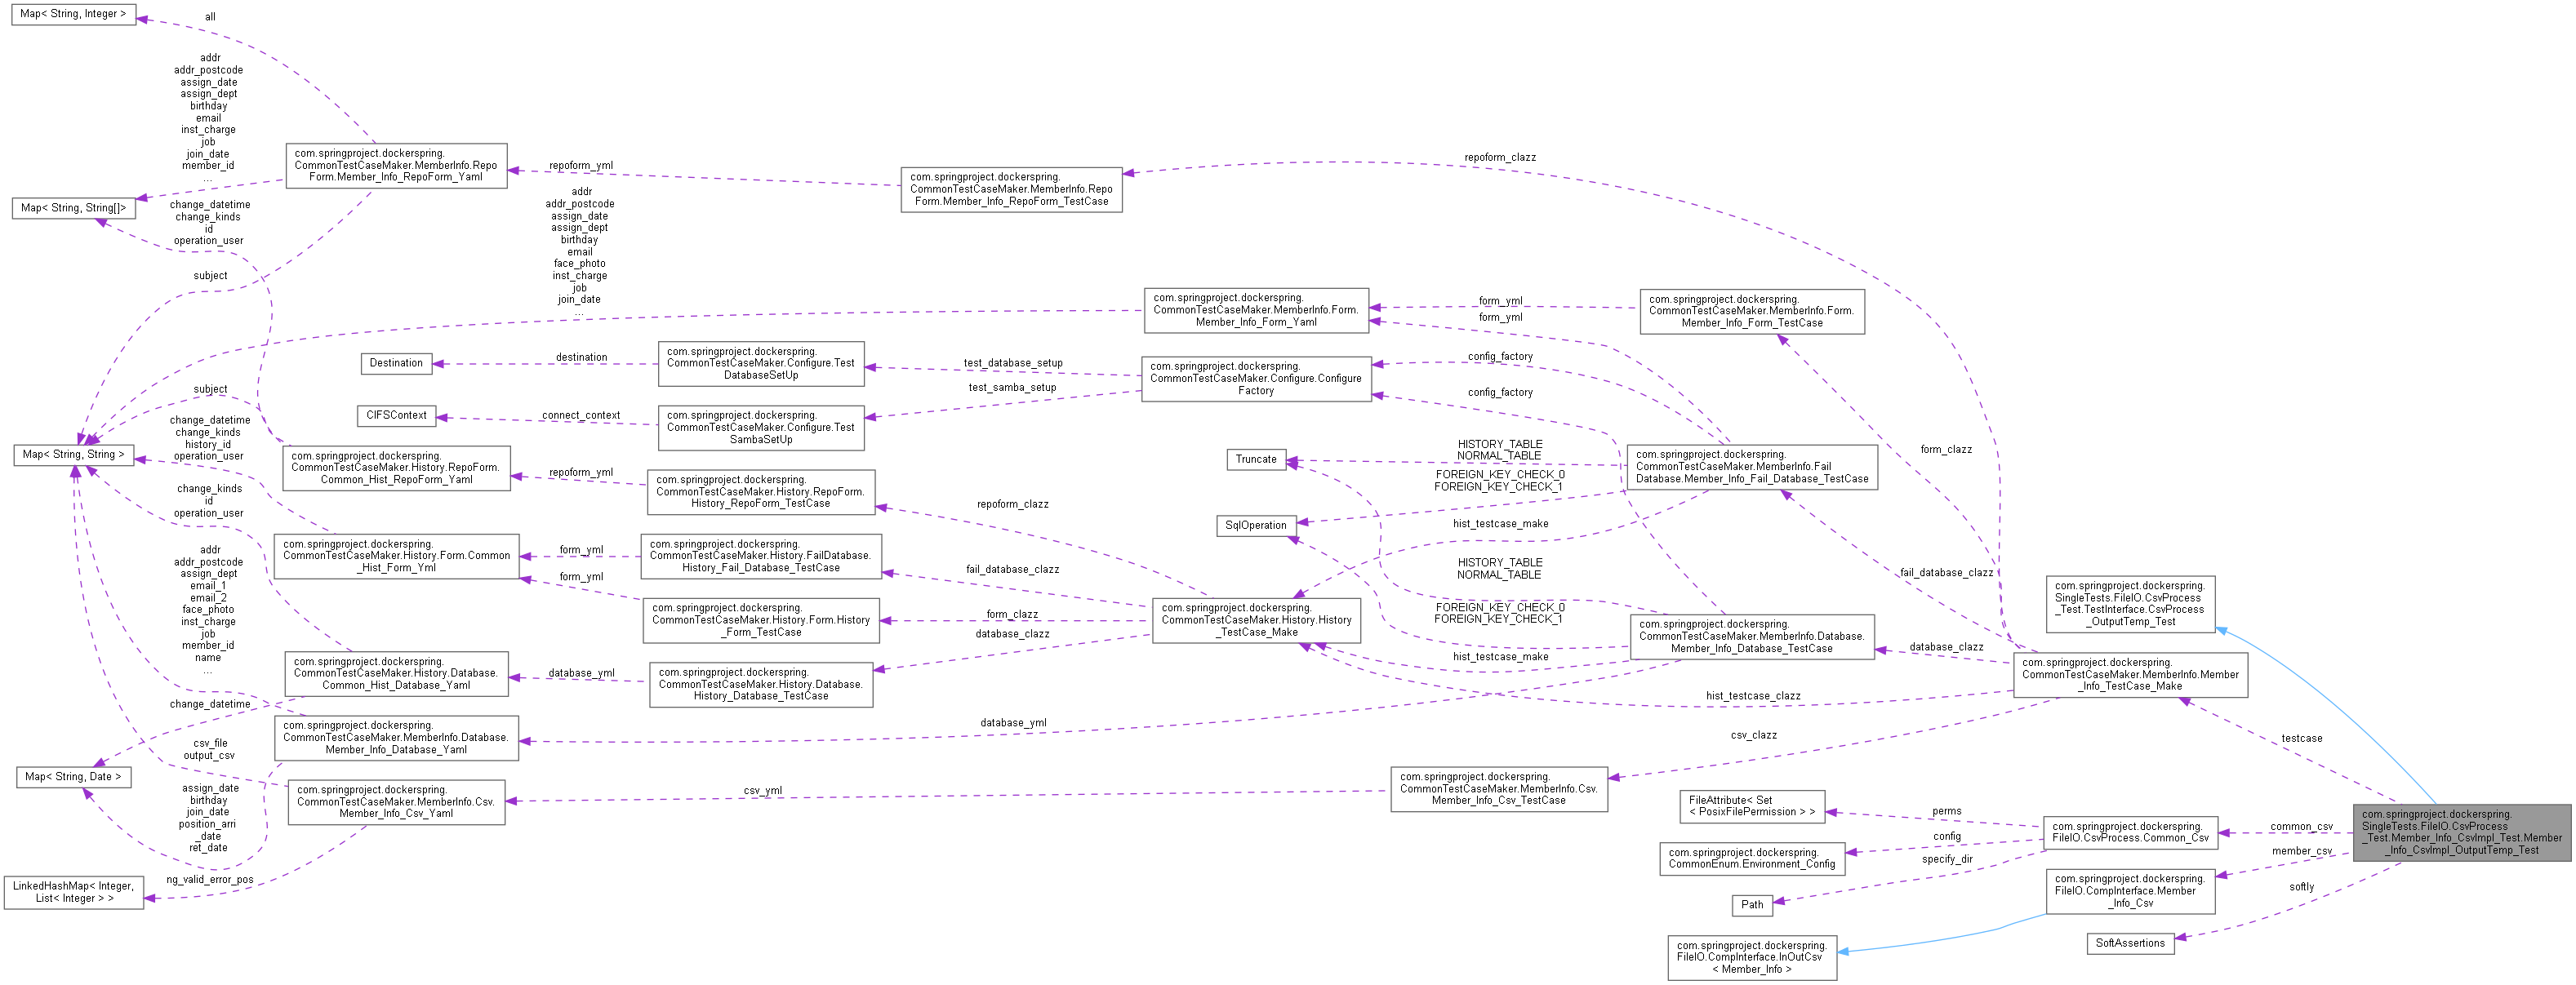 Map< String, Integer >
all
addr
addr_postcode
assign_date
assign_dept
birthday
email
inst_charge
job
join_date
member_id
...
com.springproject.dockerspring.
CommonTestCaseMaker.MemberInfo.Repo
Form.Member_Info_RepoForm_Yaml
Map< String, String[]>
change_datetime
change_kinds
id
operation_user
subject
repoform_yml
com.springproject.dockerspring.
CommonTestCaseMaker.MemberInfo.Repo
Form.Member_Info_RepoForm_TestCase
repoform_clazz
addr
addr_postcode
assign_date
assign_dept
birthday
email
face_photo
inst_charge
job
join_date
...
com.springproject.dockerspring.
CommonTestCaseMaker.MemberInfo.Form.
Member_Info_Form_Yaml
form_yml
form_yml
com.springproject.dockerspring.
CommonTestCaseMaker.MemberInfo.Form.
Member_Info_Form_TestCase
Destination
destination
com.springproject.dockerspring.
CommonTestCaseMaker.Configure.Test
DatabaseSetUp
test_database_setup
com.springproject.dockerspring.
CommonTestCaseMaker.Configure.Configure
Factory
config_factory
config_factory
CIFSContext
connect_context
com.springproject.dockerspring.
CommonTestCaseMaker.Configure.Test
SambaSetUp
test_samba_setup
subject
change_datetime
change_kinds
history_id
operation_user
Map< String, String >
com.springproject.dockerspring.
CommonTestCaseMaker.History.RepoForm.
Common_Hist_RepoForm_Yaml
repoform_yml
com.springproject.dockerspring.
CommonTestCaseMaker.History.RepoForm.
History_RepoForm_TestCase
repoform_clazz
Truncate
HISTORY_TABLE
NORMAL_TABLE
FOREIGN_KEY_CHECK_0
FOREIGN_KEY_CHECK_1
com.springproject.dockerspring.
CommonTestCaseMaker.MemberInfo.Fail
Database.Member_Info_Fail_Database_TestCase
form_clazz
SqlOperation
hist_testcase_make
change_kinds
id
operation_user
com.springproject.dockerspring.
CommonTestCaseMaker.History.Form.Common
_Hist_Form_Yml
form_yml
form_yml
com.springproject.dockerspring.
CommonTestCaseMaker.History.FailDatabase.
History_Fail_Database_TestCase
fail_database_clazz
com.springproject.dockerspring.
CommonTestCaseMaker.History.Form.History
_Form_TestCase
form_clazz
database_clazz
com.springproject.dockerspring.
CommonTestCaseMaker.History.History
_TestCase_Make
HISTORY_TABLE
NORMAL_TABLE
FOREIGN_KEY_CHECK_0
FOREIGN_KEY_CHECK_1
hist_testcase_make
com.springproject.dockerspring.
CommonTestCaseMaker.MemberInfo.Database.
Member_Info_Database_TestCase
fail_database_clazz
database_clazz
com.springproject.dockerspring.
SingleTests.FileIO.CsvProcess
_Test.TestInterface.CsvProcess
_OutputTemp_Test
com.springproject.dockerspring.
CommonTestCaseMaker.MemberInfo.Member
_Info_TestCase_Make
addr
addr_postcode
assign_dept
email_1
email_2
face_photo
inst_charge
job
member_id
name
...
com.springproject.dockerspring.
CommonTestCaseMaker.History.Database.
Common_Hist_Database_Yaml
database_yml
com.springproject.dockerspring.
CommonTestCaseMaker.History.Database.
History_Database_TestCase
hist_testcase_clazz
change_datetime
com.springproject.dockerspring.
CommonTestCaseMaker.MemberInfo.Database.
Member_Info_Database_Yaml
database_yml
csv_clazz
testcase
csv_file
output_csv
Map< String, Date >
com.springproject.dockerspring.
CommonTestCaseMaker.MemberInfo.Csv.
Member_Info_Csv_Yaml
csv_yml
com.springproject.dockerspring.
CommonTestCaseMaker.MemberInfo.Csv.
Member_Info_Csv_TestCase
assign_date
birthday
join_date
position_arri
_date
ret_date
ng_valid_error_pos
LinkedHashMap< Integer,
List< Integer > >
FileAttribute< Set
< PosixFilePermission > >
perms
config
specify_dir
com.springproject.dockerspring.
FileIO.CsvProcess.Common_Csv
common_csv
com.springproject.dockerspring.
SingleTests.FileIO.CsvProcess
_Test.Member_Info_CsvImpl_Test.Member
_Info_CsvImpl_OutputTemp_Test
com.springproject.dockerspring.
CommonEnum.Environment_Config
member_csv
Path
com.springproject.dockerspring.
FileIO.CompInterface.Member
_Info_Csv
softly
SoftAssertions
com.springproject.dockerspring.
FileIO.CompInterface.InOutCsv
< Member_Info >